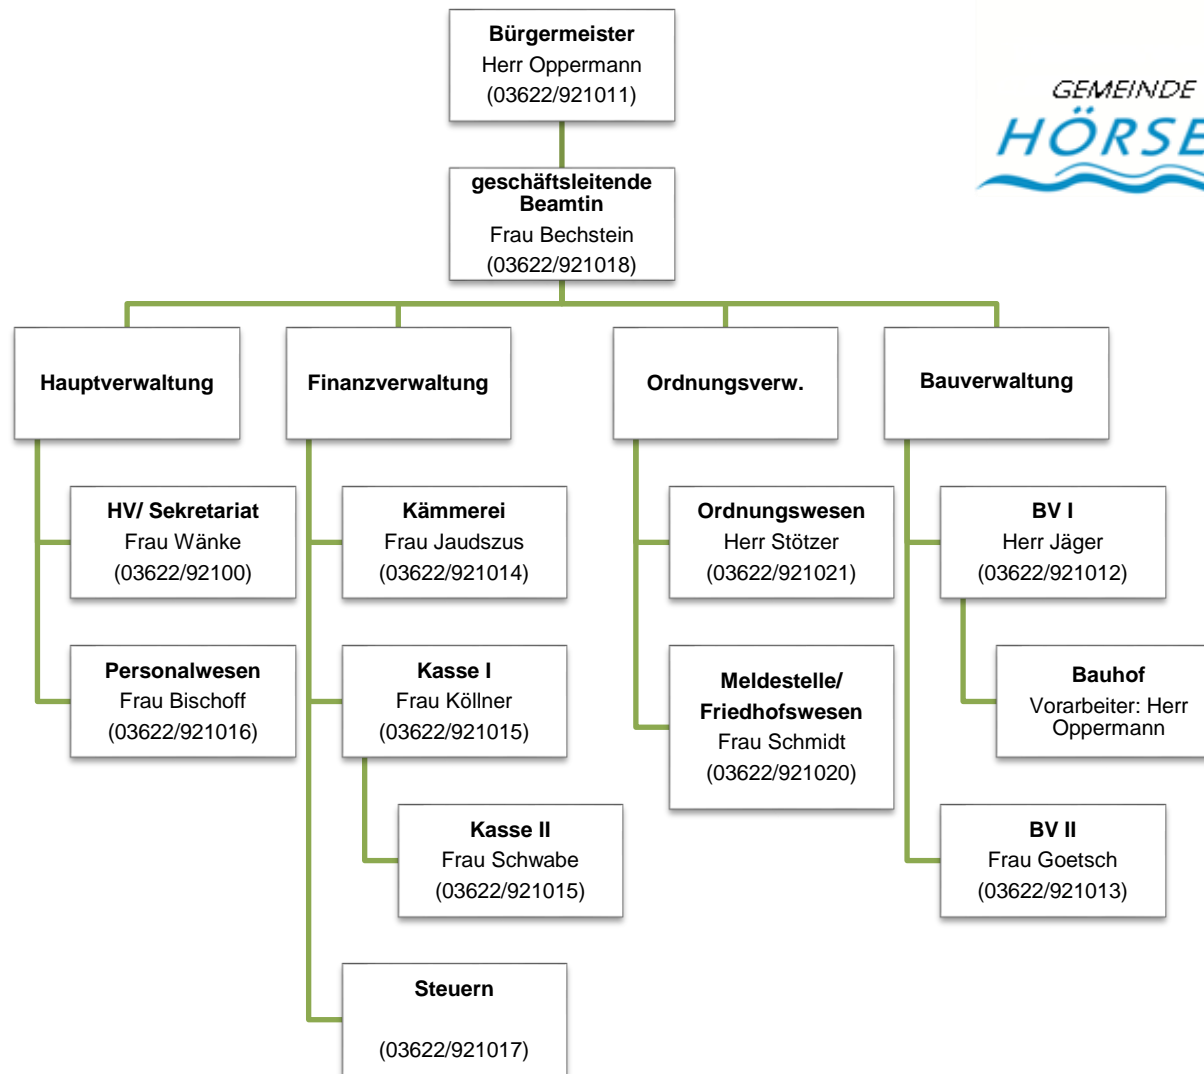 Bürgermeister
Herr Oppermann
(03622/921011)
GEMEINDE
geschäftsleitende
Beamtin
Frau Bechstein
(03622/921018)
Hauptverwaltung
Finanzverwaltung
Ordnungsverw.
Bauverwaltung
HV/ Sekretariat
Frau Wänke
(03622/92100)
Kämmerei
Frau Jaudszus
(03622/921014)
Ordnungswesen
Herr Stötzer
(03622/921021)
BV I
Herr Jäger
(03622/921012)
Personalwesen
Frau Bischoff
(03622/921016)
Kasse I
Frau Köllner
(03622/921015)
Meldestelle/
Friedhofswesen
Frau Schmidt
(03622/921020)
Bauhof
Vorarbeiter: Herr
Oppermann
Kasse II
Frau Schwabe
(03622/921015)
BV II
Frau Goetsch
(03622/921013)
Steuern
(03622/921017)